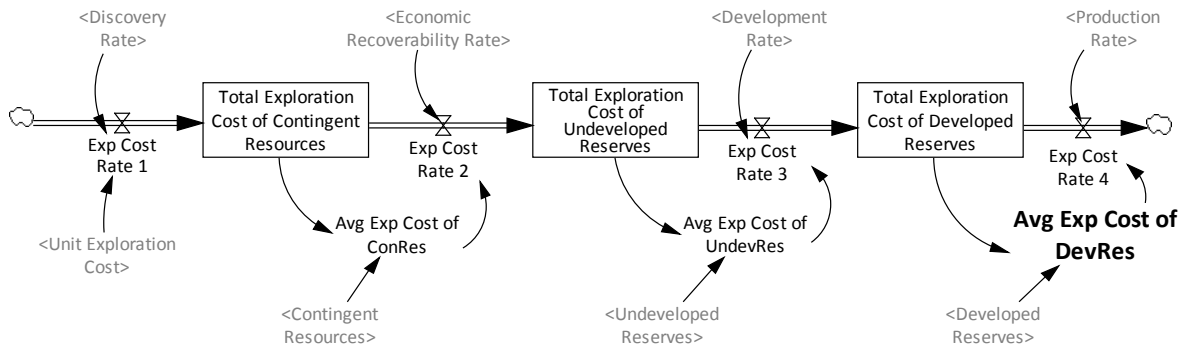 <Discovery
Rate>
<Economic
Recoverability Rate>
<Development
Rate>
<Production
Rate>
Total Exploration
Cost of Contingent
Resources
Total Exploration
Cost of
Undeveloped
Reserves
Total Exploration
Cost of Developed
Reserves
Exp Cost
Rate 1
Exp Cost
Rate 2
Exp Cost
Rate 3
Exp Cost
Rate 4
Avg Exp Cost of
ConRes
Avg Exp Cost of
UndevRes
Avg Exp Cost of
DevRes
<Unit Exploration
Cost>
<Contingent
Resources>
<Undeveloped
Reserves>
<Developed
Reserves>